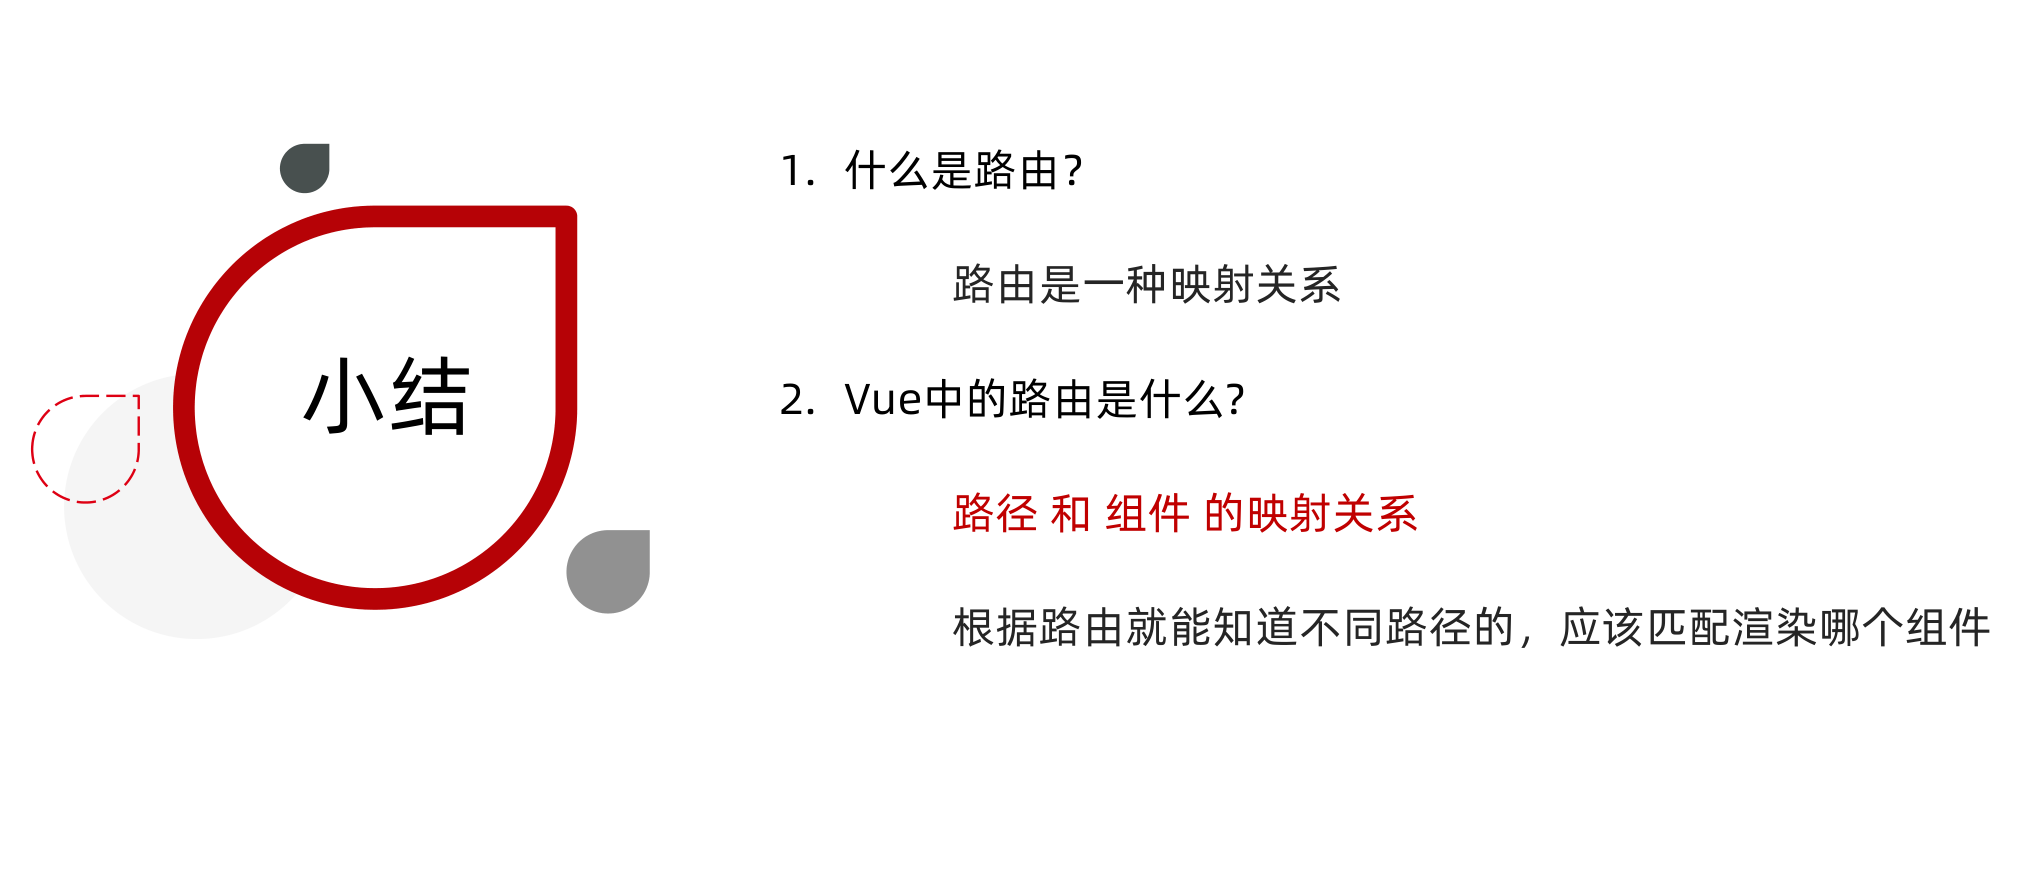 小结
1. 什么是路由？
路由是一种映射关系
2. Vue中的路由是什么?
路径 和 组件 的映射关系
根据路由就能知道不同路径的，应该匹配渲染哪个组件